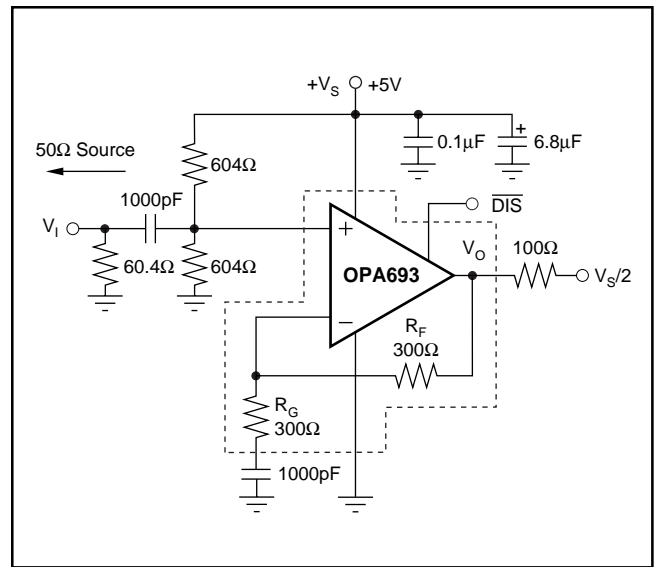 +V_S +5V
0.1µF
6.8µF
+
50Ω Source
604Ω
1000pF
DIS
V_I
+
V_O
100Ω
60.4Ω
604Ω
OPA693
V_S/2
−
R_F
300Ω
R_G
300Ω
1000pF